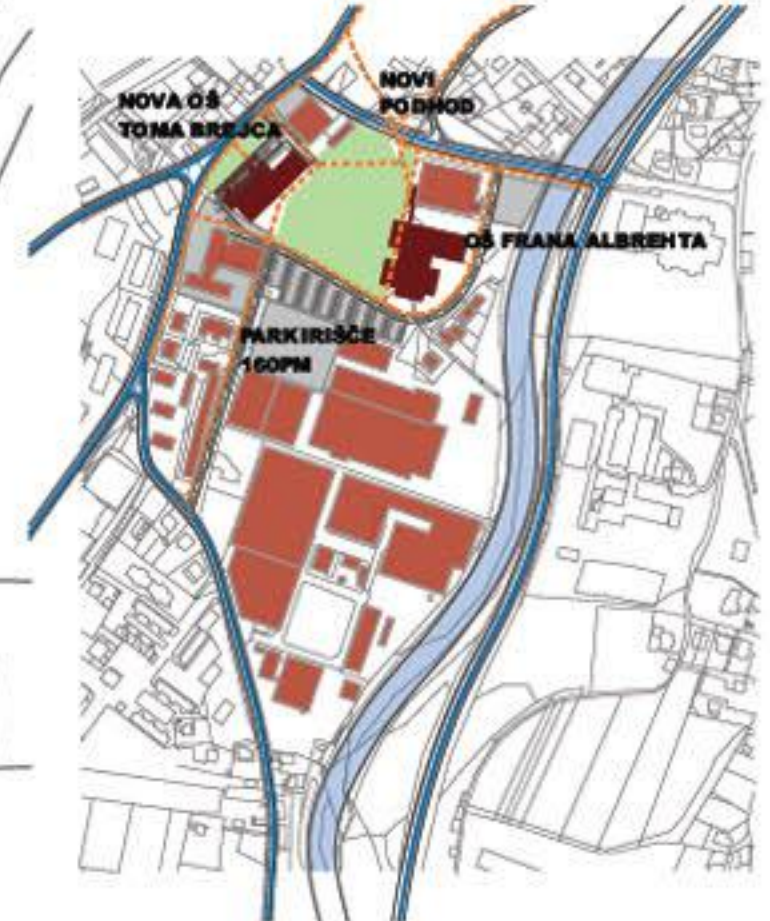 NOVI
PODHOD
NOVA OŠ
TOMA BREJCA
OŠ FRANA ALBREHTA
PARKIRIŠČE
160PM